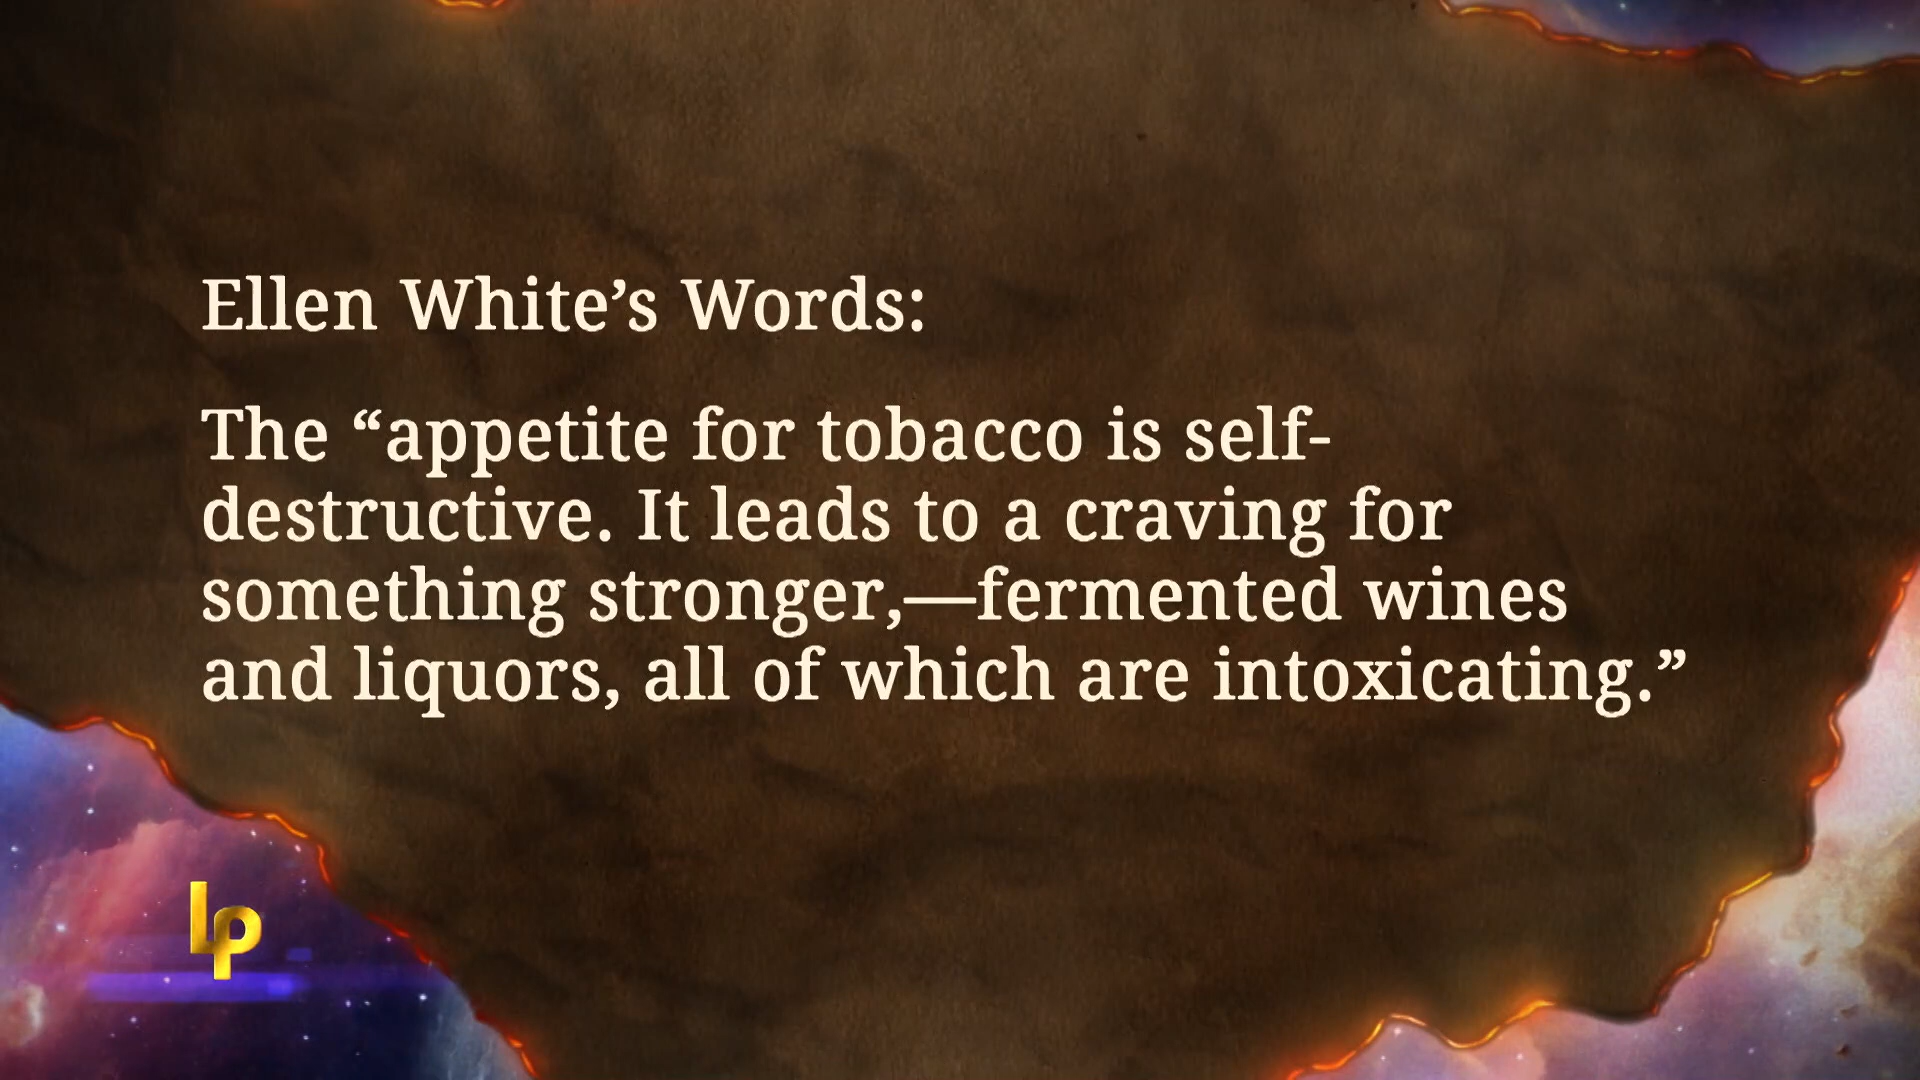 Ellen White’s Words:
The “appetite for tobacco is self-
destructive. It leads to a craving for
something stronger,—fermented wines
and liquors, all of which are intoxicating.”
Lp